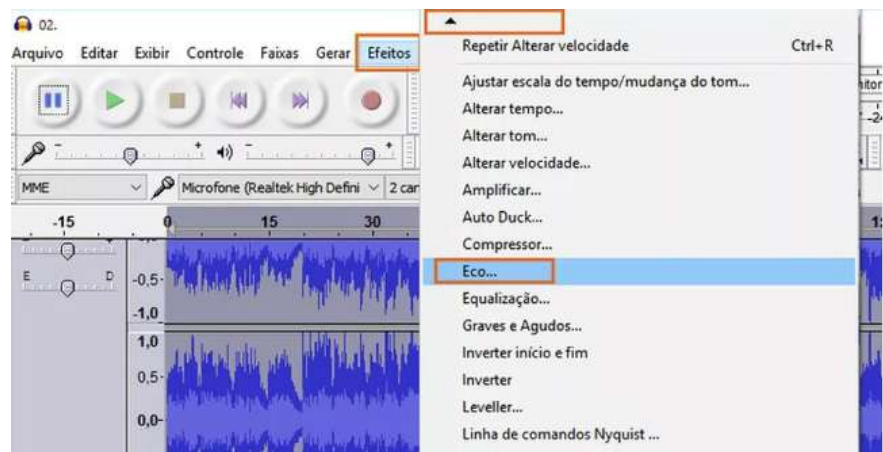 02.
Arquivo Editar Exibir Controle Faixas Gerar Efeitos
MME
Microfone (Realtek High Defini
2 car
-15 0 15 30
E D
-0,5-
-1,0
1,0
0,5-
0,0-
Repetir Alterar velocidade Ctrl+R
Ajustar escala do tempo/mudança do tom...
Alterar tempo...
Alterar tom...
Alterar velocidade...
Amplificar...
Auto Duck...
Compressor...
Eco...
Equalização...
Graves e Agudos...
Inverter início e fim
Inverter
Leveller...
Linha de comandos Nyquist ...